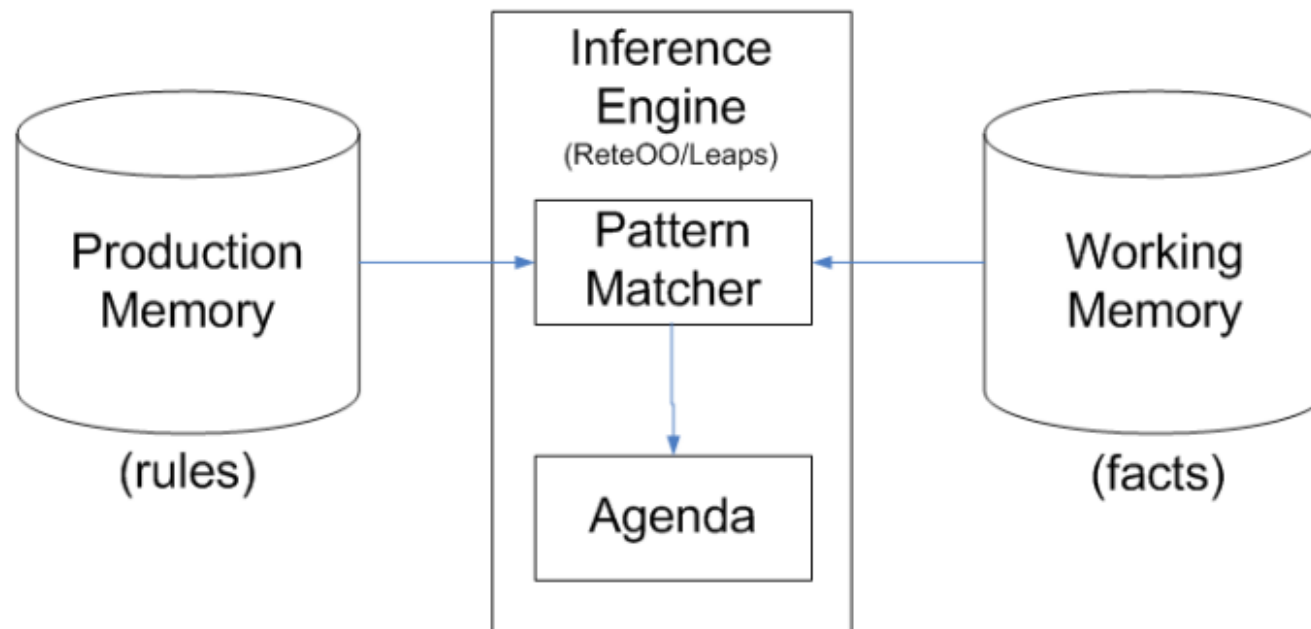 Inference
Engine
(ReteOO/Leaps)
Production
Memory
(rules)
Pattern
Matcher
Agenda
Working
Memory
(facts)